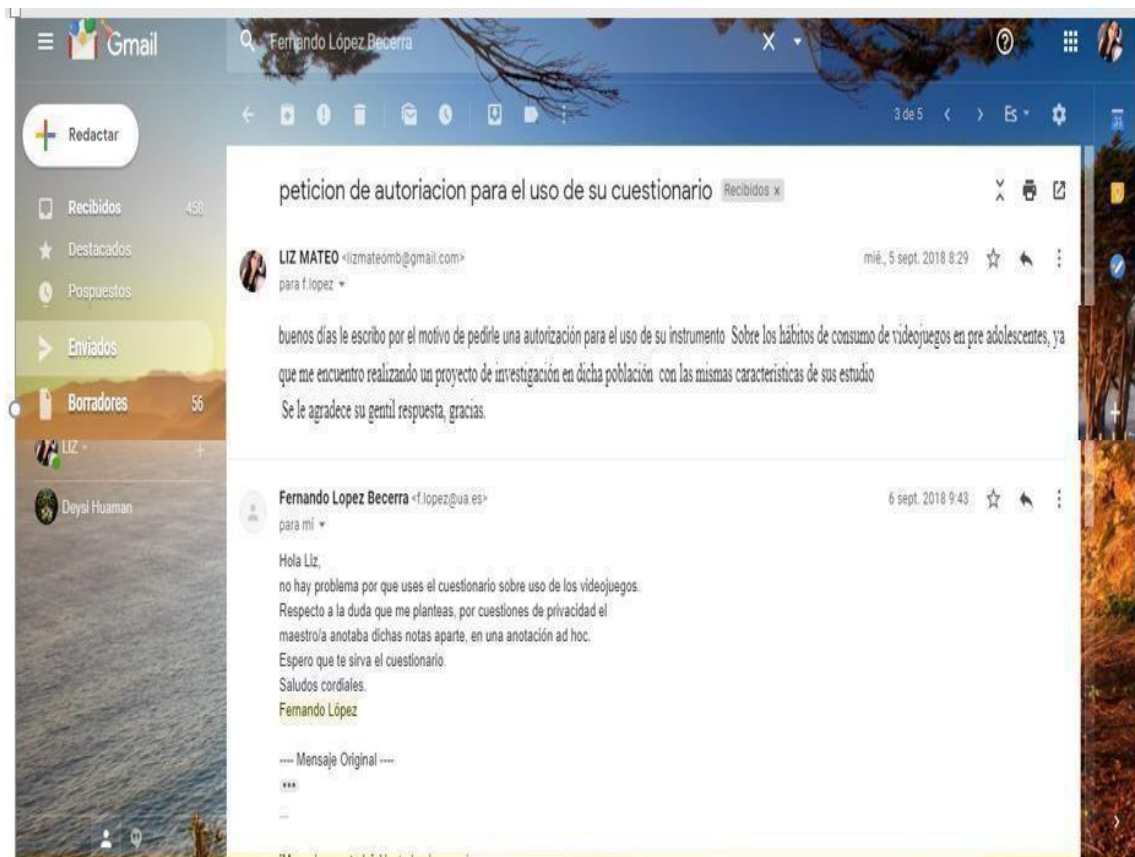 Gmail
Fernando López Becerra
Redactar
3 de 5
Es
31
Recibidos 458
Destacados
Pospuestos
Enviados
Borradores 56
LIZ
Deysi Huaman
peticion de autoriacion para el uso de su cuestionario Recibidos x
LIZ MATEO <lizmateomb@gmail.com> mié., 5 sept. 2018 8:29
para f.lopez
buenos días le escribo por el motivo de pedirle una autorización para el uso de su instrumento Sobre los hábitos de consumo de videojuegos en pre adolescentes, ya
que me encuentro realizando un proyecto de investigación en dicha población con las mismas características de sus estudio
Se le agradece su gentil respuesta, gracias.
Fernando Lopez Becerra <f.lopez@ua.es> 6 sept. 2018 9:43
para mí
Hola Liz,
no hay problema por que uses el cuestionario sobre uso de los videojuegos.
Respecto a la duda que me planteas, por cuestiones de privacidad el
maestro/a anotaba dichas notas aparte, en una anotación ad hoc.
Espero que te sirva el cuestionario.
Saludos cordiales.
Fernando López
---- Mensaje Original ----
...